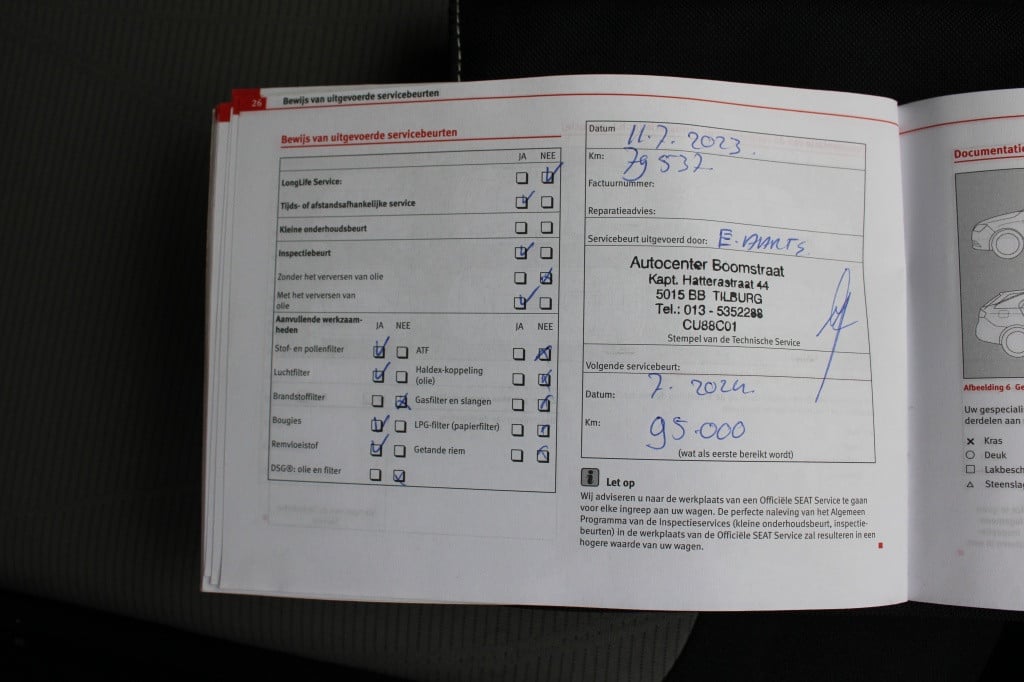 26 Bewijs van uitgevoerde servicebeurten
Bewijs van uitgevoerde servicebeurten
JA NEE
LongLife Service:
Tijds- of afstandsafhankelijke service
Kleine onderhoudsbeurt
Inspectiebeurt
Zonder het verversen van olie
Met het verversen van
olie
Aanvullende werkzaam-
heden
JA NEE
JA NEE
Stof- en pollenfilter
ATF
Luchtfilter
Haldex-koppeling
(olie)
Brandstoffilter
Gasfilter en slangen
Bougies
LPG-filter (papierfilter)
Remvloeistof
Getande riem
DSG®: olie en filter
Datum 11.7.2023.
Km: 79 537
Factuurnummer:
Reparatieadvies:
Servicebeurt uitgevoerd door: E. AARTS
Autocenter Boomstraat
Kapt. Hatterastraat 44
5015 BB TILBURG
Tel.: 013 - 5352288
CU88C01
Stempel van de Technische Service
Volgende servicebeurt:
Datum: 7. 2024
Km: 95.000
(wat als eerste bereikt wordt)
i Let op
Wij adviseren u naar de werkplaats van een Officiële SEAT Service te gaan
voor elke ingreep aan uw wagen. De perfecte naleving van het Algemeen
Programma van de Inspectieservices (kleine onderhoudsbeurt, inspectie-
beurten) in de werkplaats van de Officiële SEAT Service zal resulteren in een
hogere waarde van uw wagen.
Documentatie
Afbeelding 6
Uw gespeciali
derdelen aan
Kras
Deuk
Lakbesch
Steensla